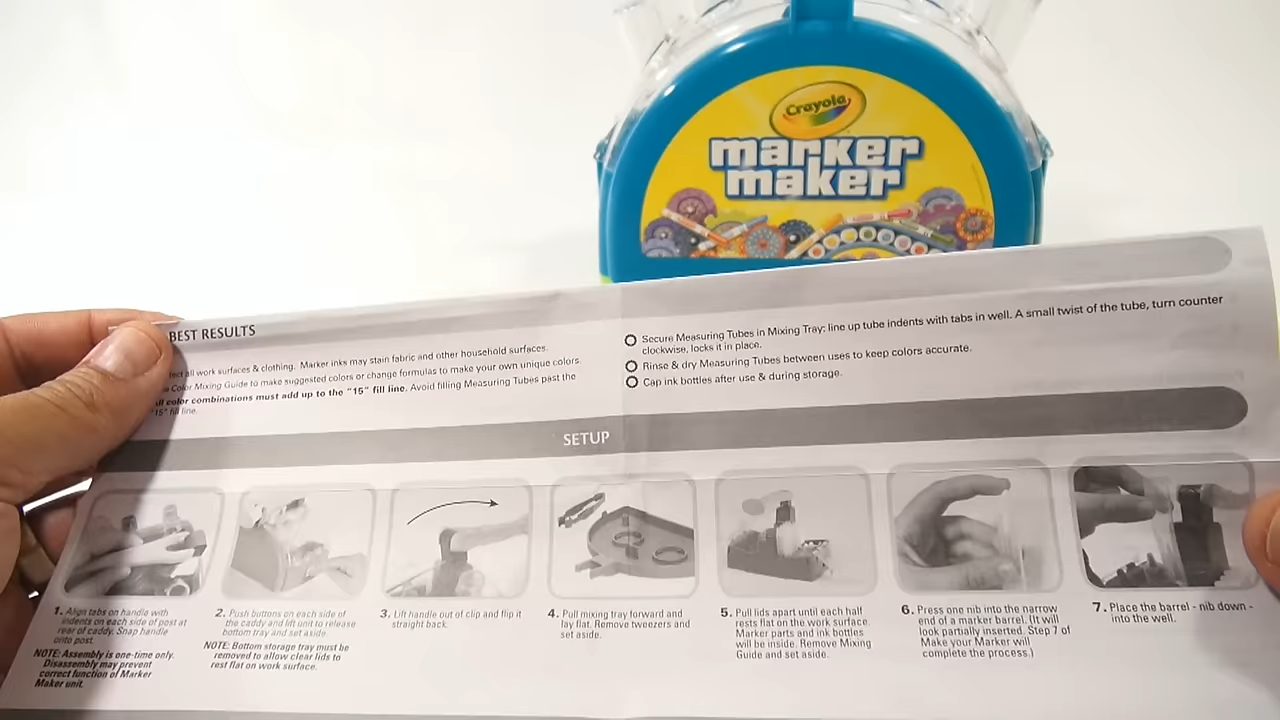 Crayola
marker
maker
BEST RESULTS
all work surfaces & clothing. Marker inks may stain fabric and other household surfaces.
Color Mixing Guide to make suggested colors or change formulas to make your own unique colors.
color combinations must add up to the "15" fill line. Avoid filling Measuring Tubes past the
"15" fill line.
Secure Measuring Tubes in Mixing Tray: line up tube indents with tabs in well. A small twist of the tube, turn counter
clockwise, locks it in place.
Rinse & dry Measuring Tubes between uses to keep colors accurate.
Cap ink bottles after use & during storage.
SETUP
1. Align tabs on handle with
indents on each side of post at
rear of caddy. Snap handle
onto post.
NOTE: Assembly is one-time only.
Disassembly may prevent
correct function of Marker
Maker unit.
2. Push buttons on each side of
the caddy and lift unit to release
bottom tray and set aside.
NOTE: Bottom storage tray must be
removed to allow clear lids to
rest flat on work surface.
3. Lift handle out of clip and flip it
straight back.
4. Pull mixing tray forward and
lay flat. Remove tweezers and
set aside.
5. Pull lids apart until each half
rests flat on the work surface.
Marker parts and ink bottles
will be inside. Remove Mixing
Guide and set aside.
6. Press one nib into the narrow
end of a marker barrel. (It will
look partially inserted. Step 7 of
Make your Marker will
complete the process.)
7. Place the barrel - nib down -
into the well.